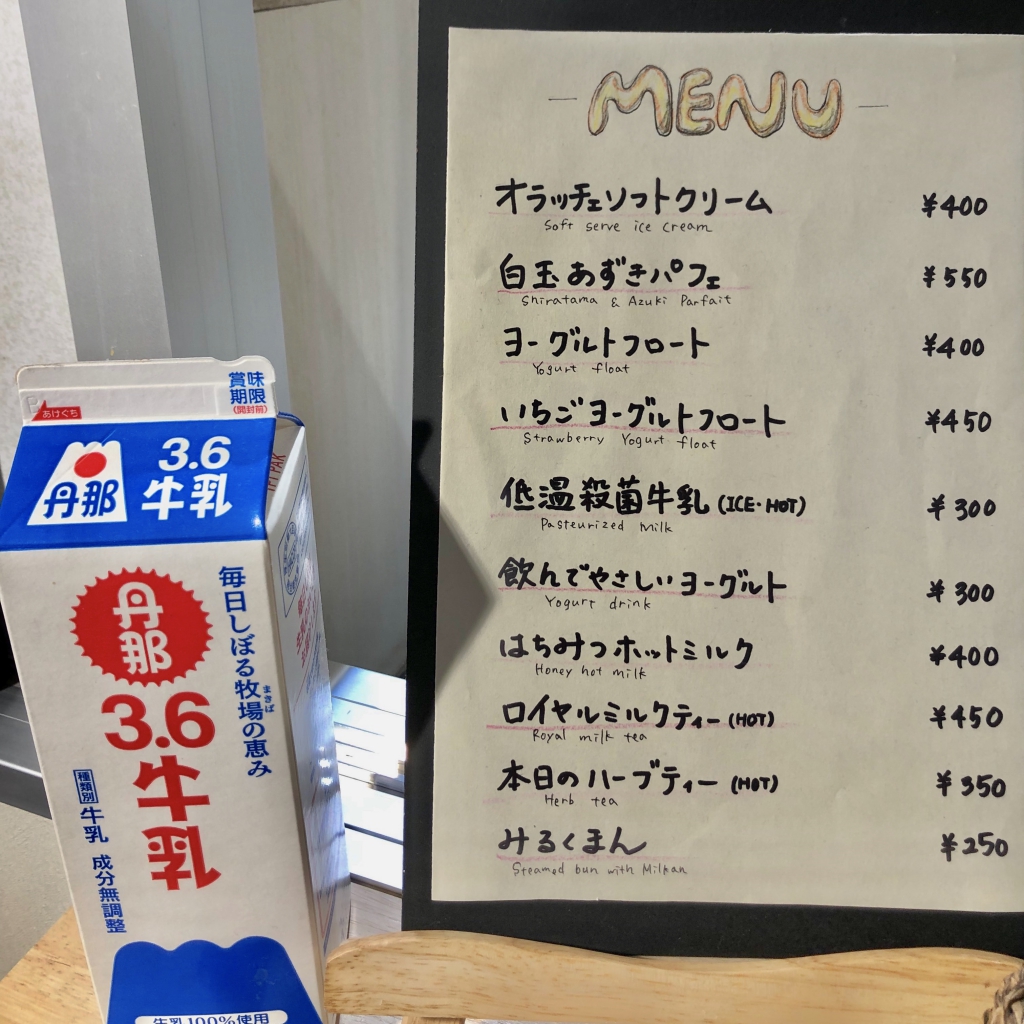 賞味
期限
(開封前)
あけぐち
丹那
3.6
牛乳
丹那
3.6
牛乳
毎日しぼる牧場の恵み
まきば
種類別 牛乳 成分無調整
MENU
オラッチェソフトクリーム ¥400
Soft serve ice cream
白玉あずきパフェ ¥550
Shiratama & Azuki Parfait
ヨーグルトフロート ¥400
Yogurt float
いちごヨーグルトフロート ¥450
Strawberry Yogurt float
低温殺菌牛乳 (ICE・HOT) ¥300
Pasteurized Milk
飲んでやさしいヨーグルト ¥300
Yogurt drink
はちみつホットミルク ¥400
Honey hot milk
ロイヤルミルクティー (HOT) ¥450
Royal milk tea
本日のハーブティー (HOT) ¥350
Herb tea
みるくまん ¥250
Steamed bun with Milkan